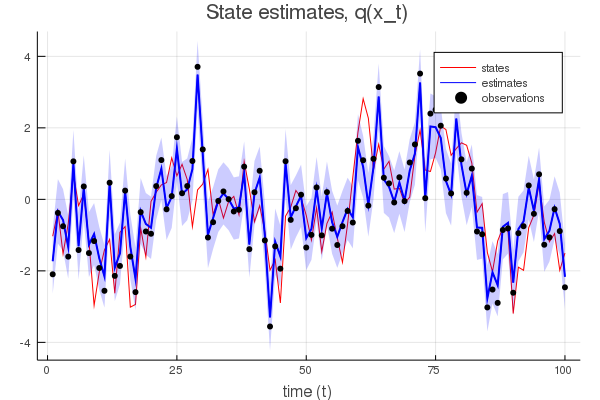 State estimates, q(x_t)
states
estimates
observations
4
2
0
-2
-4
0 25 50 75 100
time (t)